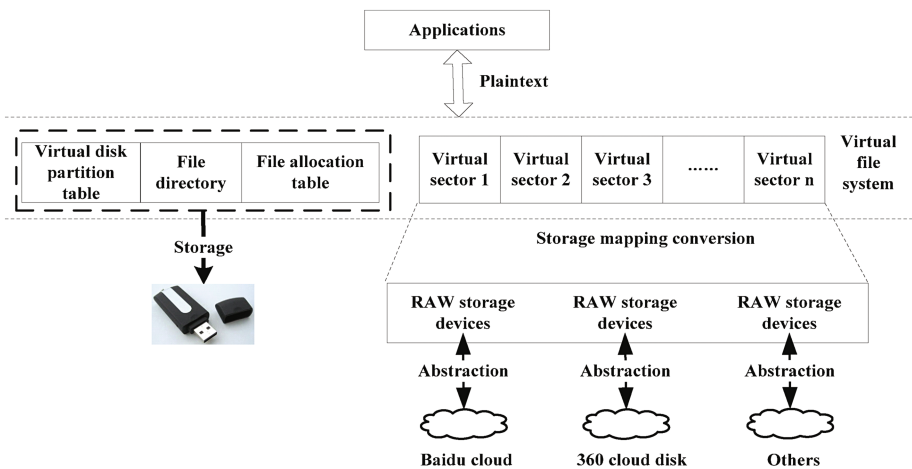 Applications
Plaintext
Virtual disk
partition
table
File
directory
File allocation
table
Virtual
sector 1
Virtual
sector 2
Virtual
sector 3
......
Virtual
sector n
Virtual
file
system
Storage
Storage mapping conversion
RAW storage
devices
RAW storage
devices
RAW storage
devices
Abstraction
Abstraction
Abstraction
Baidu cloud
360 cloud disk
Others